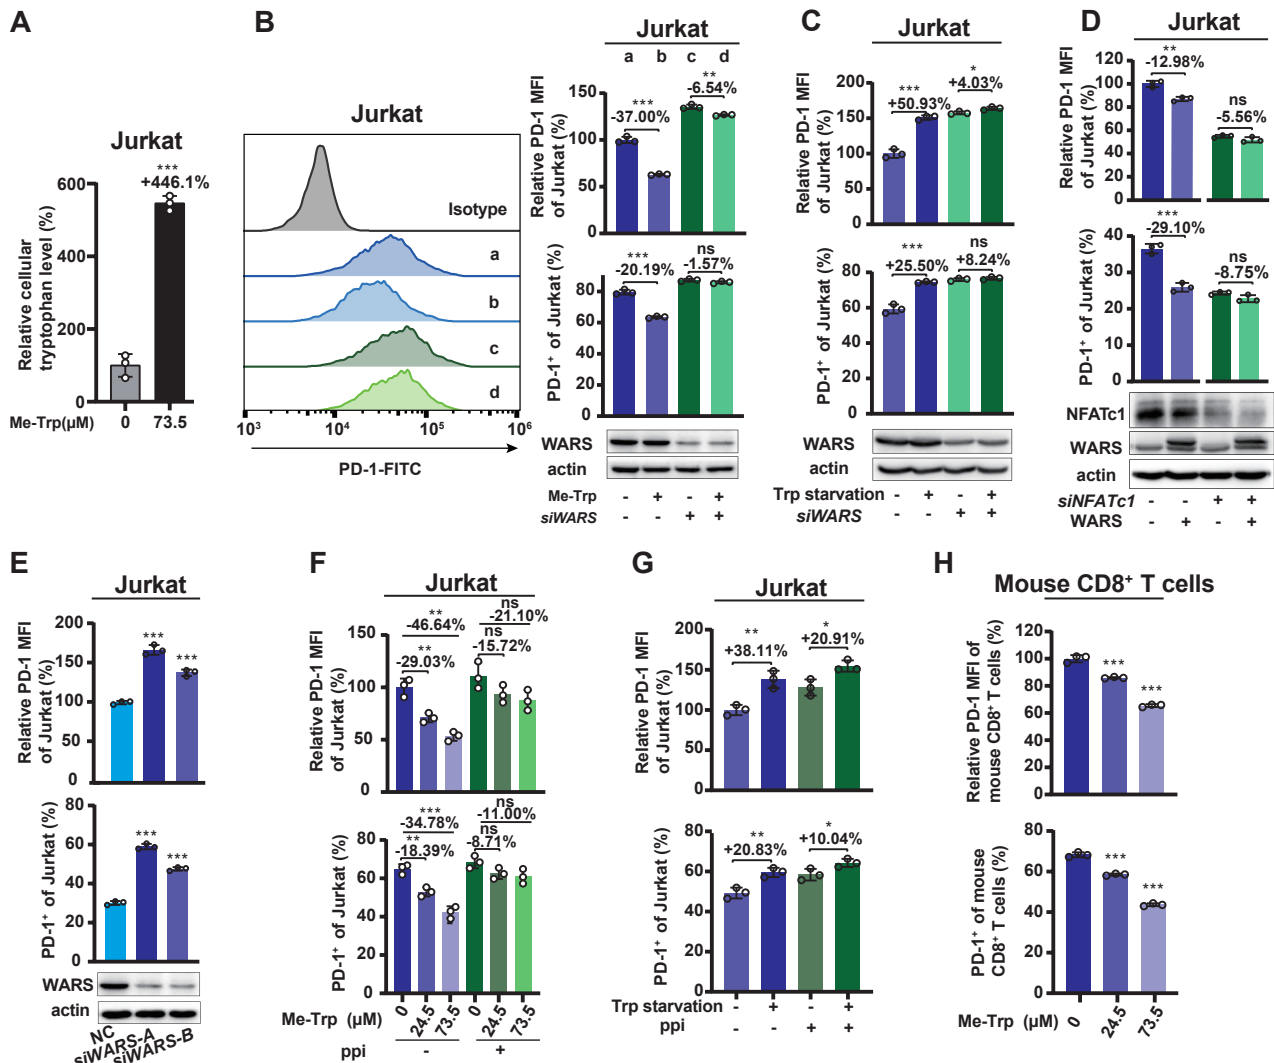 A
Jurkat
***
+446.1%
Relative cellular
tryptophan level (%)
600
400
200
0
Me-Trp(μM)
0
73.5
B
Jurkat
Isotype
a
b
c
d
10³
10⁴
10⁵
10⁶
PD-1-FITC
Jurkat
a b c d
Relative PD-1 MFI
of Jurkat (%)
150
100
50
0
***
-37.00%
**
-6.54%
PD-1⁺ of Jurkat (%)
80
60
40
20
0
***
-20.19%
ns
-1.57%
WARS
actin
Me-Trp - + - +
siWARS - - + +
C
Jurkat
Relative PD-1 MFI
of Jurkat (%)
200
150
100
50
0
***
+50.93%
*
+4.03%
PD-1⁺ of Jurkat (%)
80
60
40
20
0
***
+25.50%
ns
+8.24%
WARS
actin
Trp starvation - + - +
siWARS - - + +
D
Jurkat
Relative PD-1 MFI
of Jurkat (%)
120
100
80
60
40
20
0
**
-12.98%
ns
-5.56%
PD-1⁺ of Jurkat (%)
40
30
20
10
0
***
-29.10%
ns
-8.75%
NFATc1
WARS
actin
siNFATc1 - - + +
WARS - + - +
E
Jurkat
Relative PD-1 MFI
of Jurkat (%)
200
150
100
50
0
***
***
PD-1⁺ of Jurkat (%)
80
60
40
20
0
***
***
WARS
actin
NC
siWARS-A
siWARS-B
F
Jurkat
Relative PD-1 MFI
of Jurkat (%)
150
100
50
0
**
-46.64%
**
-29.03%
ns
-21.10%
ns
-15.72%
PD-1⁺ of Jurkat (%)
80
60
40
20
0
***
-34.78%
**
-18.39%
ns
-11.00%
ns
-8.71%
Me-Trp (μM) 0 24.5 73.5 0 24.5 73.5
ppi - +
G
Jurkat
Relative PD-1 MFI
of Jurkat (%)
200
150
100
50
0
**
+38.11%
*
+20.91%
PD-1⁺ of Jurkat (%)
80
60
40
20
0
**
+20.83%
*
+10.04%
Trp starvation - + - +
ppi - - + +
H
Mouse CD8⁺ T cells
Relative PD-1 MFI of
mouse CD8⁺ T cells (%)
120
100
80
60
40
20
0
***
***
PD-1⁺ of mouse
CD8⁺ T cells (%)
80
60
40
20
0
***
***
Me-Trp (μM) 0 24.5 73.5